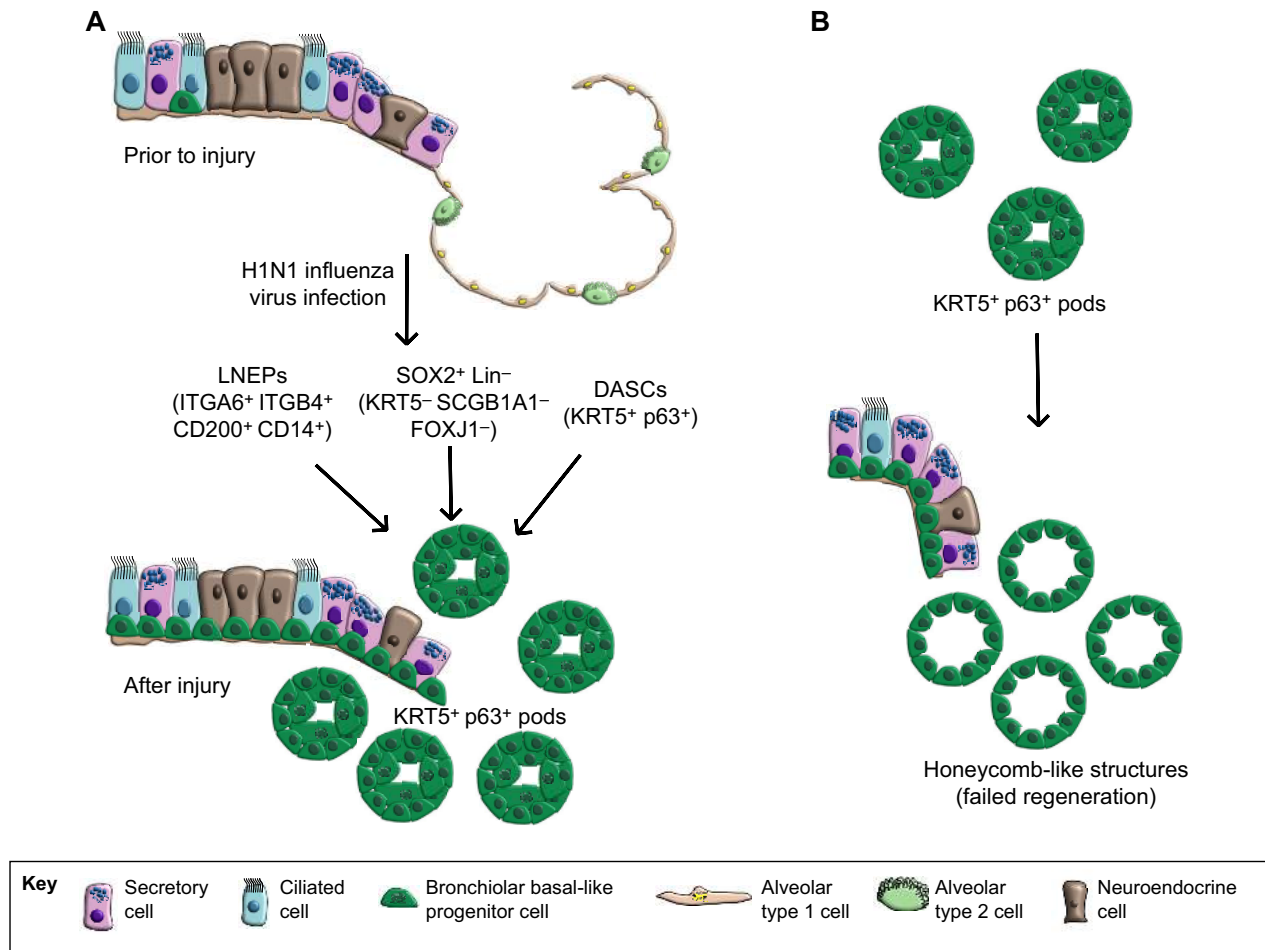 A
Prior to injury
H1N1 influenza
virus infection
LNEPs
(ITGA6⁺ ITGB4⁺
CD200⁺ CD14⁺)
SOX2⁺ Lin⁻
(KRT5⁻ SCGB1A1⁻
FOXJ1⁻)
DASCs
(KRT5⁺ p63⁺)
After injury
KRT5⁺ p63⁺ pods
B
KRT5⁺ p63⁺ pods
Honeycomb-like structures
(failed regeneration)
Key
Secretory
cell
Ciliated
cell
Bronchiolar basal-like
progenitor cell
Alveolar
type 1 cell
Alveolar
type 2 cell
Neuroendocrine
cell